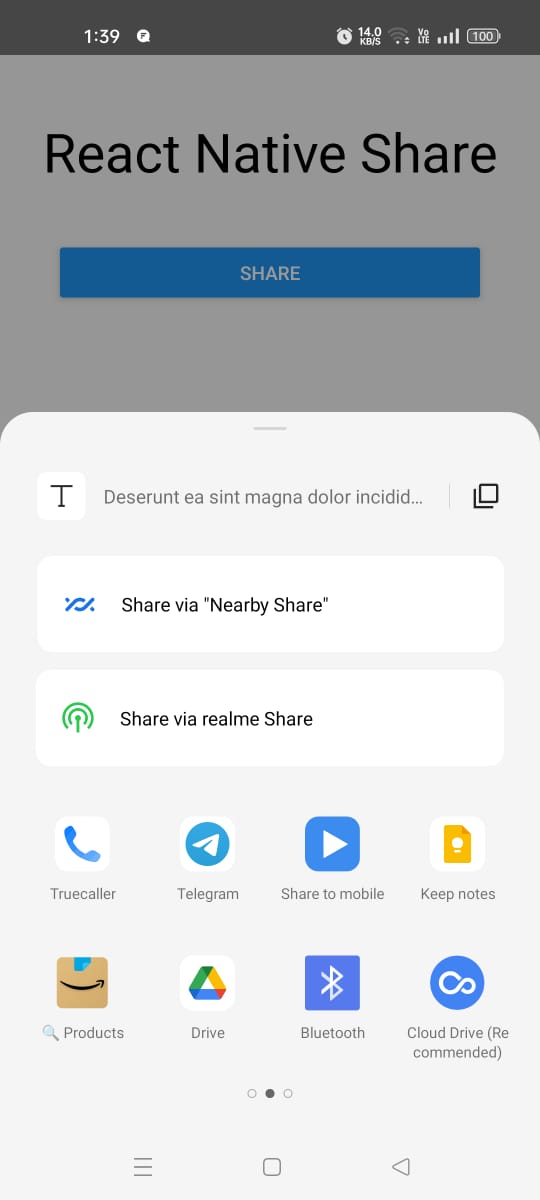 1:39
14.0
KB/S
Vo
LTE
100
React Native Share
SHARE
T
Deserunt ea sint magna dolor incidid...
Share via "Nearby Share"
Share via realme Share
Truecaller
Telegram
Share to mobile
Keep notes
🔍 Products
Drive
Bluetooth
Cloud Drive (Re
commended)